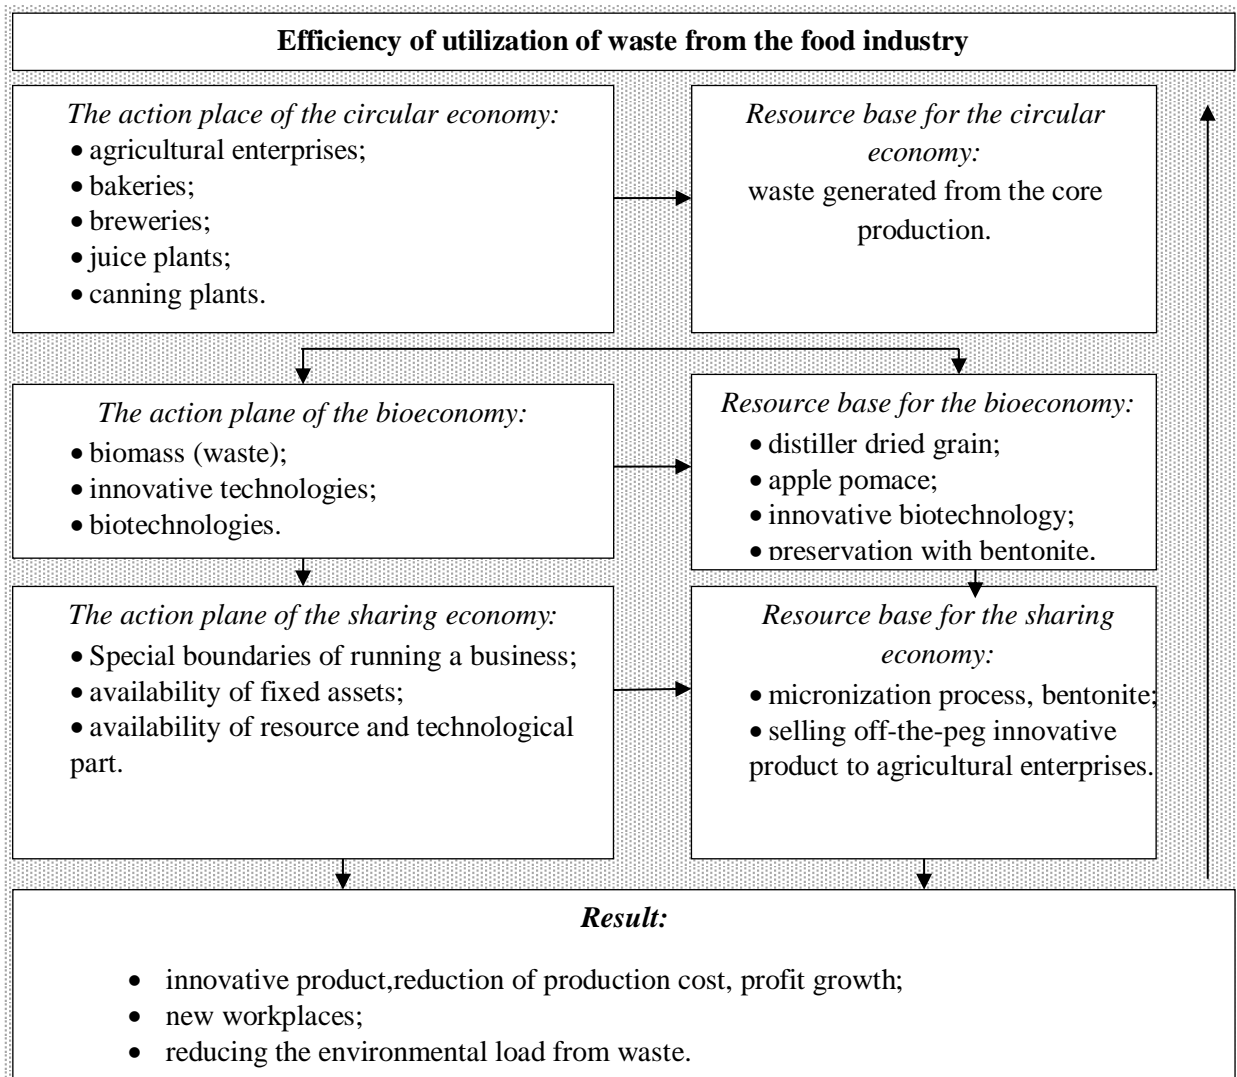 Efficiency of utilization of waste from the food industry
The action place of the circular economy:
• agricultural enterprises;
• bakeries;
• breweries;
• juice plants;
• canning plants.
Resource base for the circular
economy:
waste generated from the core
production.
The action plane of the bioeconomy:
• biomass (waste);
• innovative technologies;
• biotechnologies.
Resource base for the bioeconomy:
• distiller dried grain;
• apple pomace;
• innovative biotechnology;
• preservation with bentonite.
The action plane of the sharing economy:
• Special boundaries of running a business;
• availability of fixed assets;
• availability of resource and technological
part.
Resource base for the sharing
economy:
• micronization process, bentonite;
• selling off-the-peg innovative
product to agricultural enterprises.
Result:
• innovative product,reduction of production cost, profit growth;
• new workplaces;
• reducing the environmental load from waste.